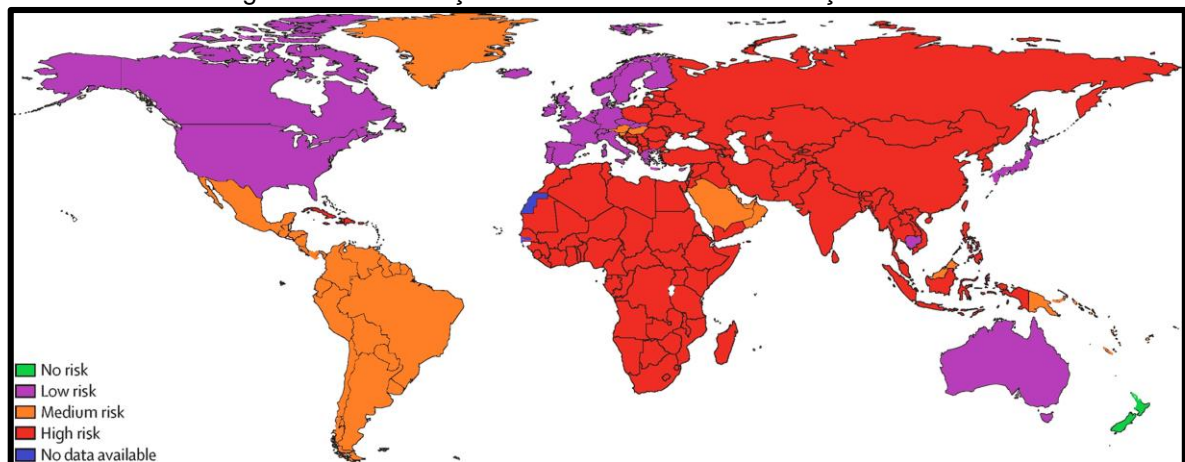 No risk
Low risk
Medium risk
High risk
No data available